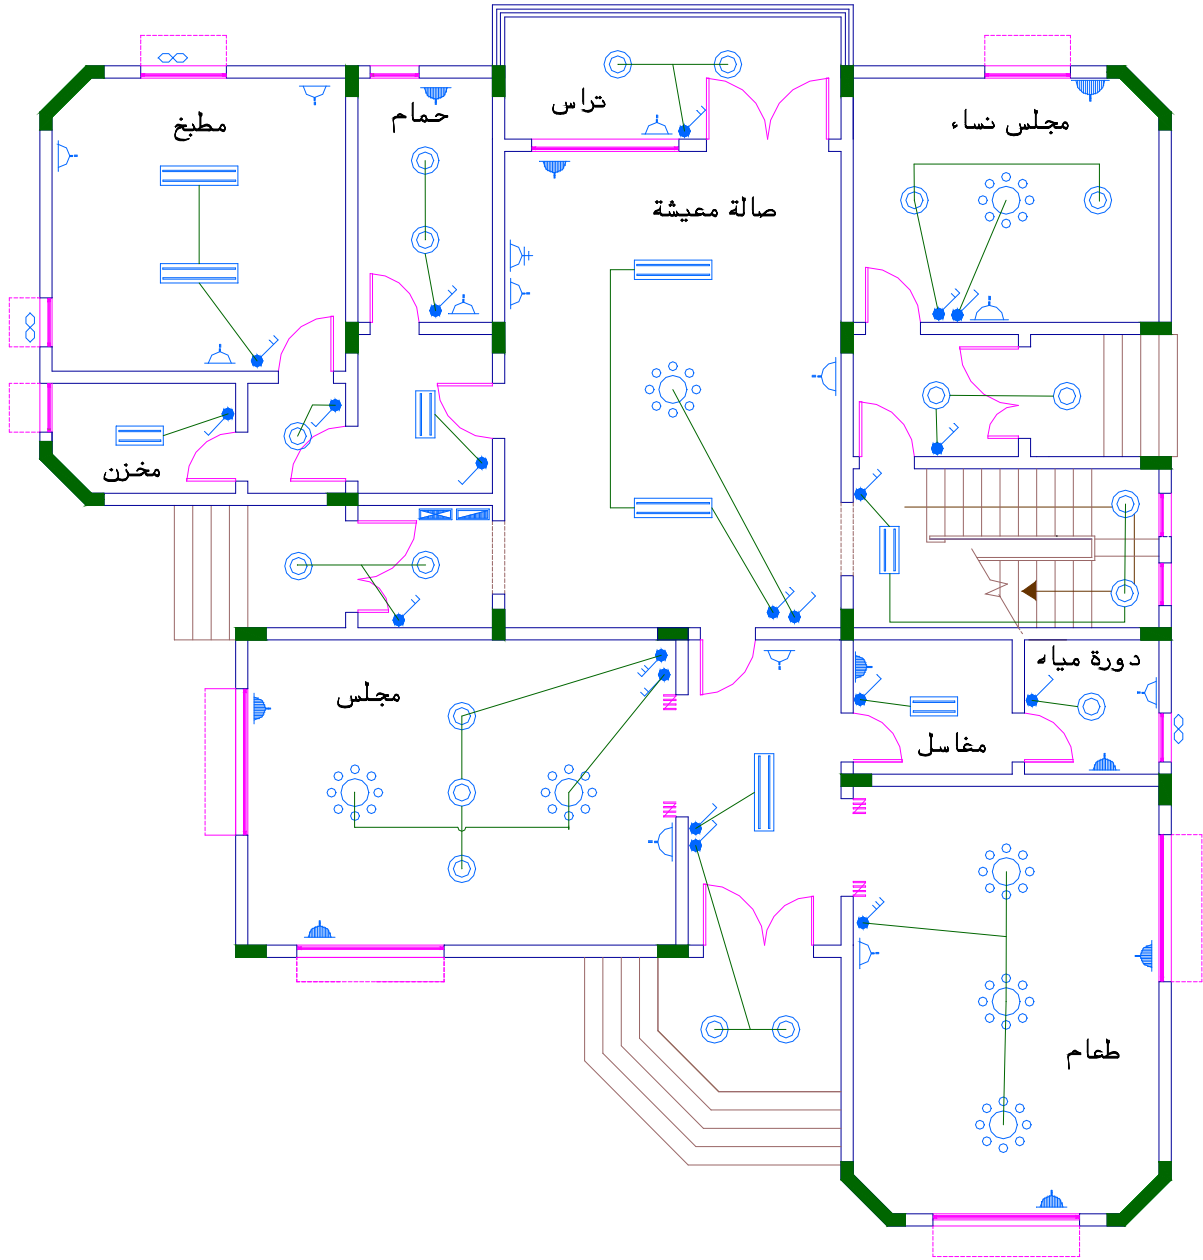 تراس
مطبخ
حمام
مجلس نساء
صالة معيشة
مخزن
مجلس
دورة مياه
مغاسل
طعام